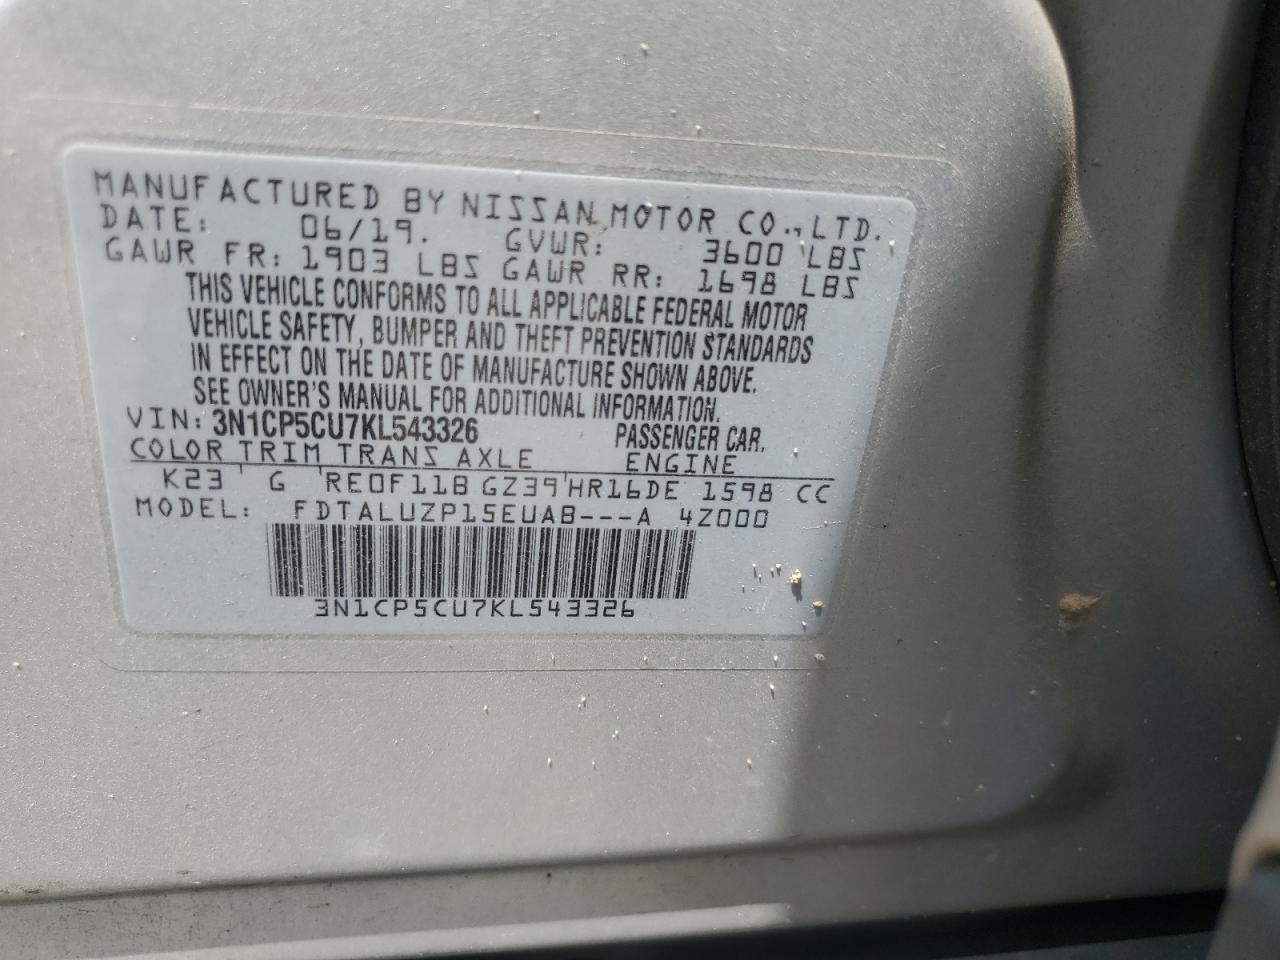 MANUFACTURED BY NISSAN MOTOR CO., LTD.
DATE: 06/19. GVWR: 3600 LBS
GAWR FR: 1903 LBS GAWR RR: 1698 LBS
THIS VEHICLE CONFORMS TO ALL APPLICABLE FEDERAL MOTOR
VEHICLE SAFETY, BUMPER AND THEFT PREVENTION STANDARDS
IN EFFECT ON THE DATE OF MANUFACTURE SHOWN ABOVE.
SEE OWNER'S MANUAL FOR ADDITIONAL INFORMATION.
VIN: 3N1CP5CU7KL543326 PASSENGER CAR.
COLOR TRIM TRANS AXLE ENGINE
K23 G RE0F11B GZ39 HR16DE 1598 CC
MODEL: FDTALUZP15EUAB---A 4Z000
3N1CP5CU7KL543326